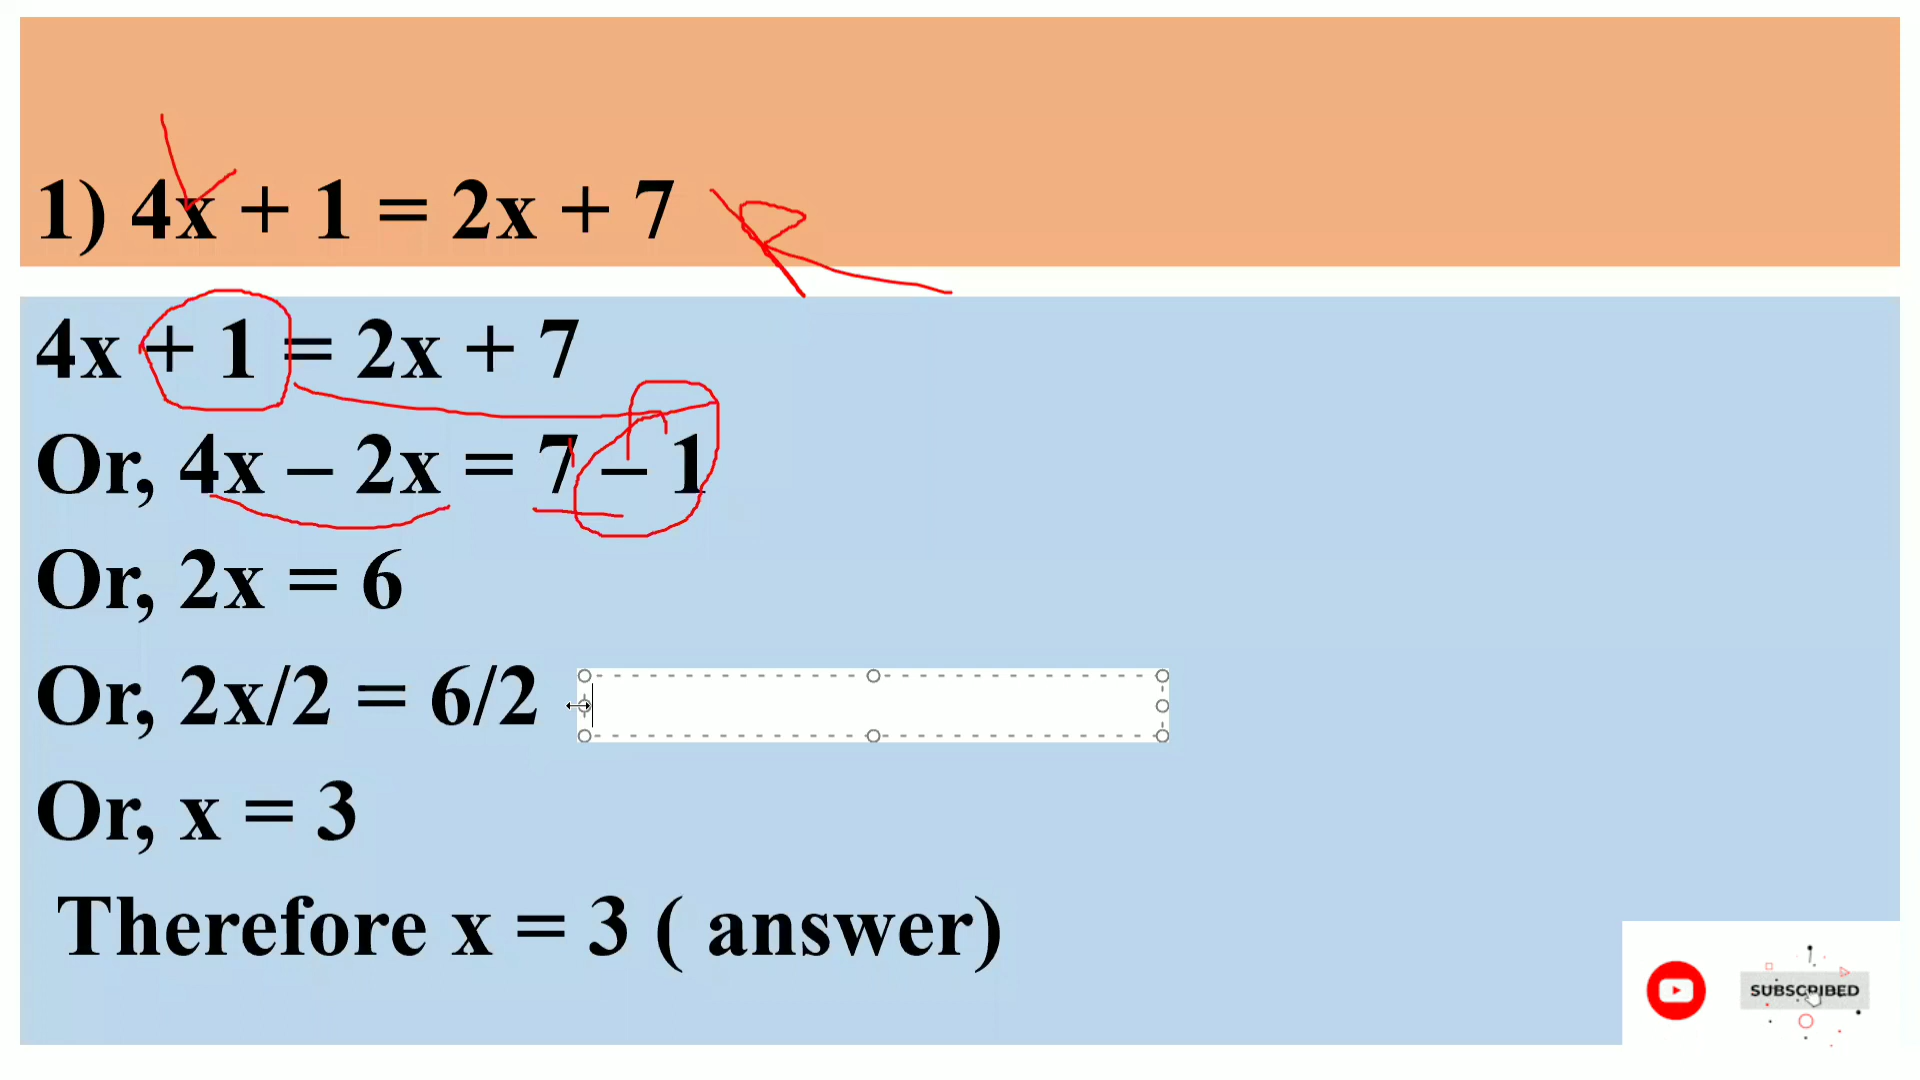 1) 4x + 1 = 2x + 7
4x + 1 = 2x + 7
Or, 4x – 2x = 7 – 1
Or, 2x = 6
Or, 2x/2 = 6/2
Or, x = 3
Therefore x = 3 ( answer)
SUBSCRIBED